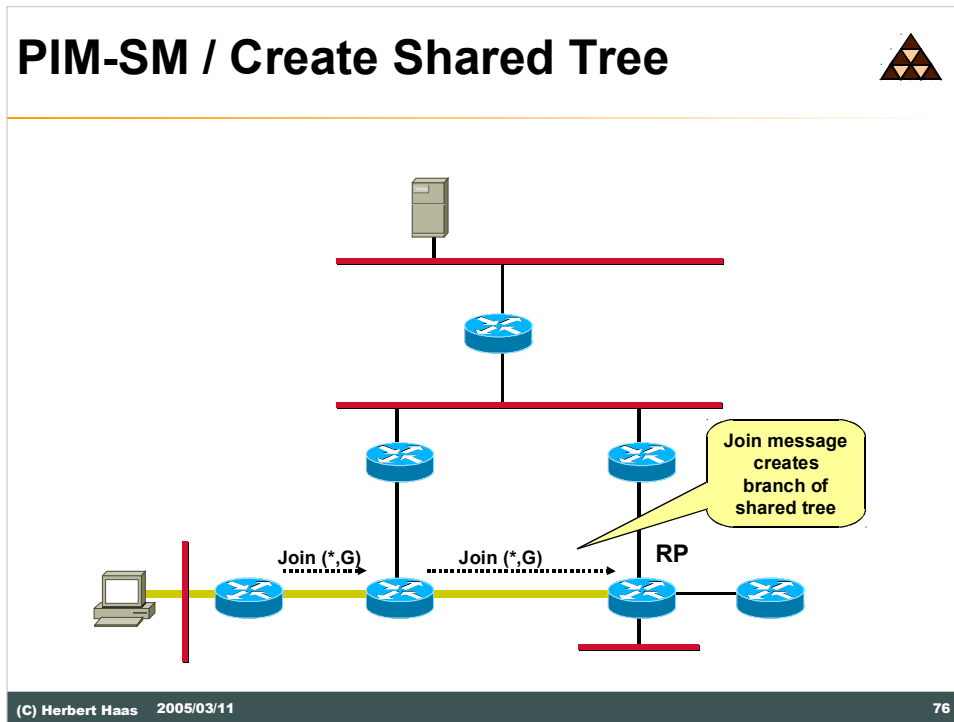 PIM-SM / Create Shared Tree
Join message
creates
branch of
shared tree
Join (*,G)
Join (*,G)
RP
(C) Herbert Haas 2005/03/11
76